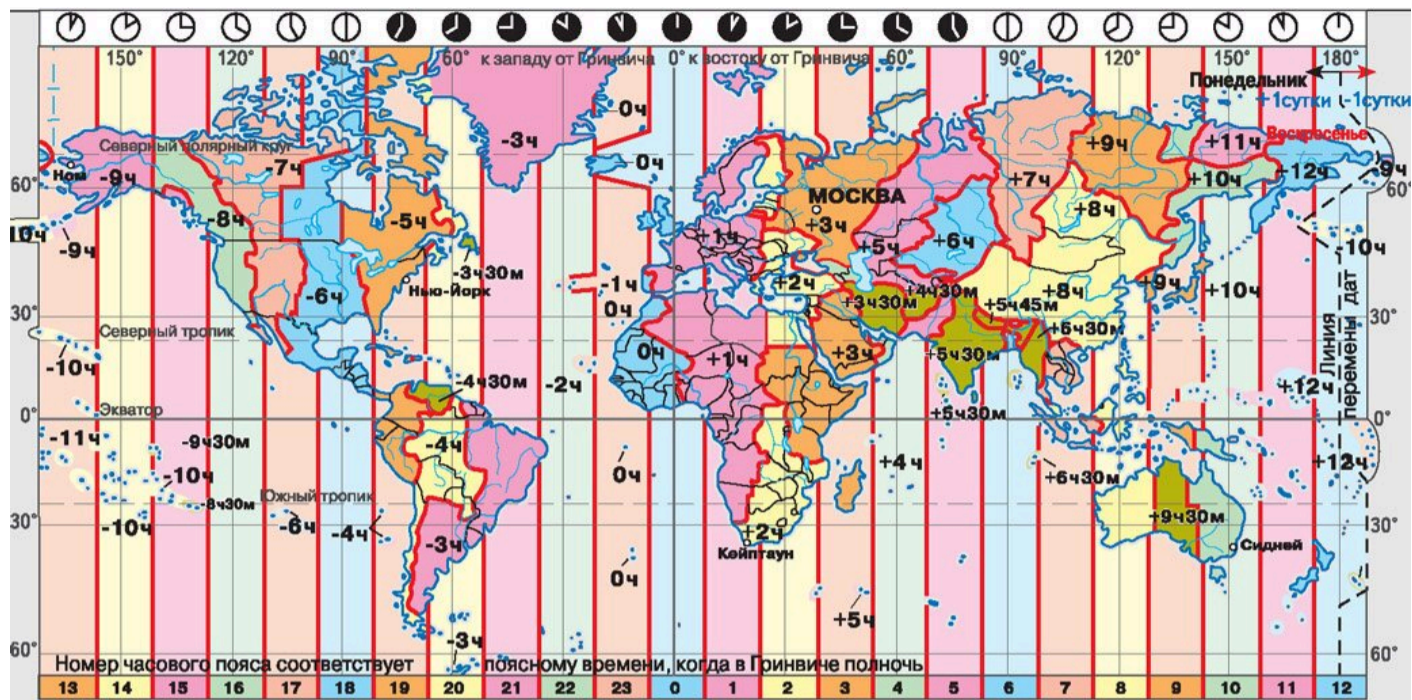 150° 120° 90° 60° к западу от Гринвича 0° к востоку от Гринвича 60° 90° 120° 150° 180°
Понедельник
+1сутки -1сутки
Воскресенье
Северный полярный круг
Ном
-9ч
-7ч
-3ч
0ч
0ч
+9ч
+11ч
+10ч
+12ч
-9ч
60°
60°
-8ч
-5ч
МОСКВА
+3ч
+7ч
+8ч
10ч
-9ч
+1ч
+5ч
+6ч
-10ч
-3ч30м
Нью-Йорк
-6ч
-1ч
0ч
+2ч
+3ч30м
+4ч30м
+5ч45м
+8ч
+9ч
+10ч
30°
30°
Северный тропик
-10ч
0ч
+1ч
+3ч
+5ч30м
+6ч30м
Линия
перемены дат
-4ч30м
-2ч
+12ч
0°
Экватор
+5ч30м
0°
-11ч
-9ч30м
-4ч
-10ч
0ч
+4ч
+6ч30м
+12ч
-8ч30м
Южный тропик
-10ч
-6ч
-4ч
-3ч
+2ч
+9ч30м
30°
30°
Кейптаун
Сидней
0ч
+5ч
-3ч
60°
60°
Номер часового пояса соответствует поясному времени, когда в Гринвиче полночь
13 14 15 16 17 18 19 20 21 22 23 0 1 2 3 4 5 6 7 8 9 10 11 12